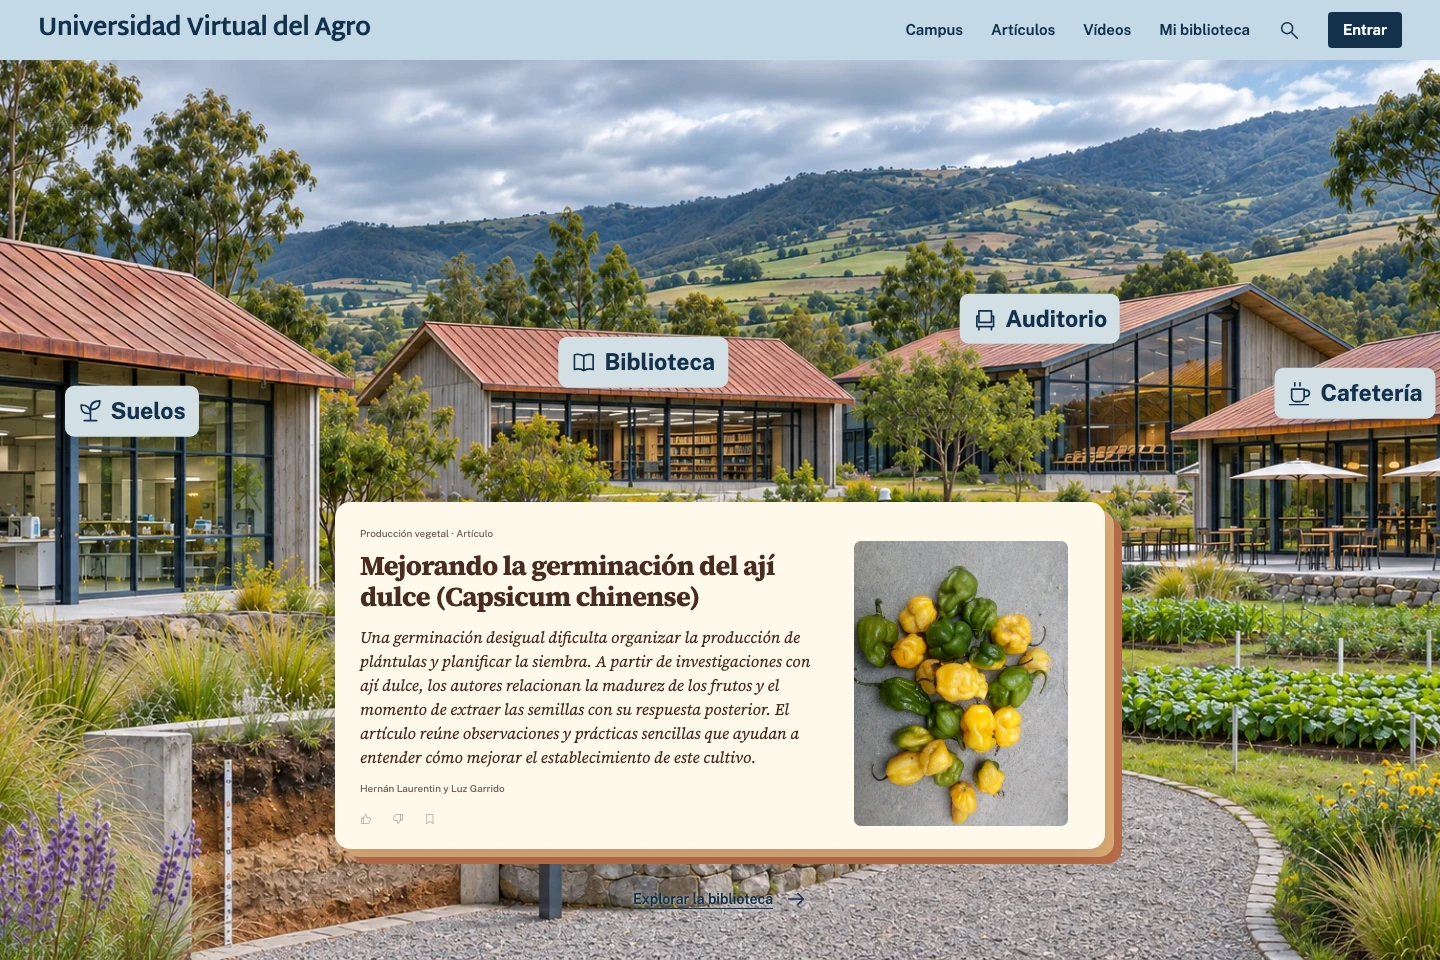 Universidad Virtual del Agro
Campus
Artículos
Vídeos
Mi biblioteca
Entrar
Auditorio
Biblioteca
Cafetería
Suelos
Producción vegetal · Artículo
Mejorando la germinación del ají
dulce (Capsicum chinense)
Una germinación desigual dificulta organizar la producción de
plántulas y planificar la siembra. A partir de investigaciones con
ají dulce, los autores relacionan la madurez de los frutos y el
momento de extraer las semillas con su respuesta posterior. El
artículo reúne observaciones y prácticas sencillas que ayudan a
entender cómo mejorar el establecimiento de este cultivo.
Hernán Laurentin y Luz Garrido
Explorar la biblioteca